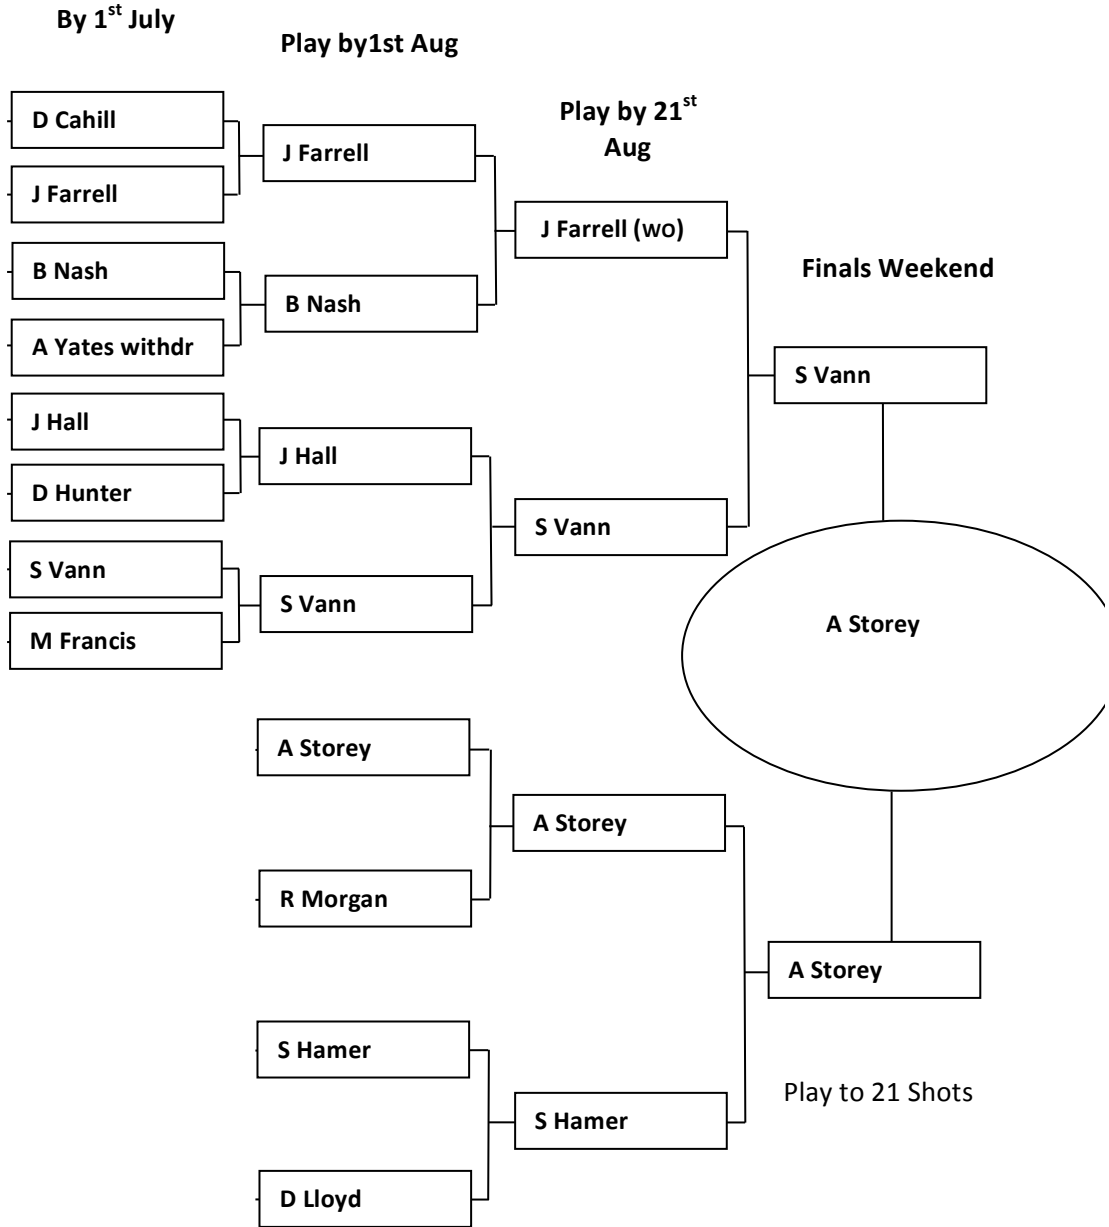 By 1st July
Play by1st Aug
Play by 21st
Aug
Finals Weekend
D Cahill
J Farrell
B Nash
A Yates withdr
J Hall
D Hunter
S Vann
M Francis
J Farrell
B Nash
J Hall
S Vann
A Storey
R Morgan
S Hamer
D Lloyd
J Farrell (wo)
S Vann
A Storey
S Hamer
S Vann
A Storey
A Storey
Play to 21 Shots